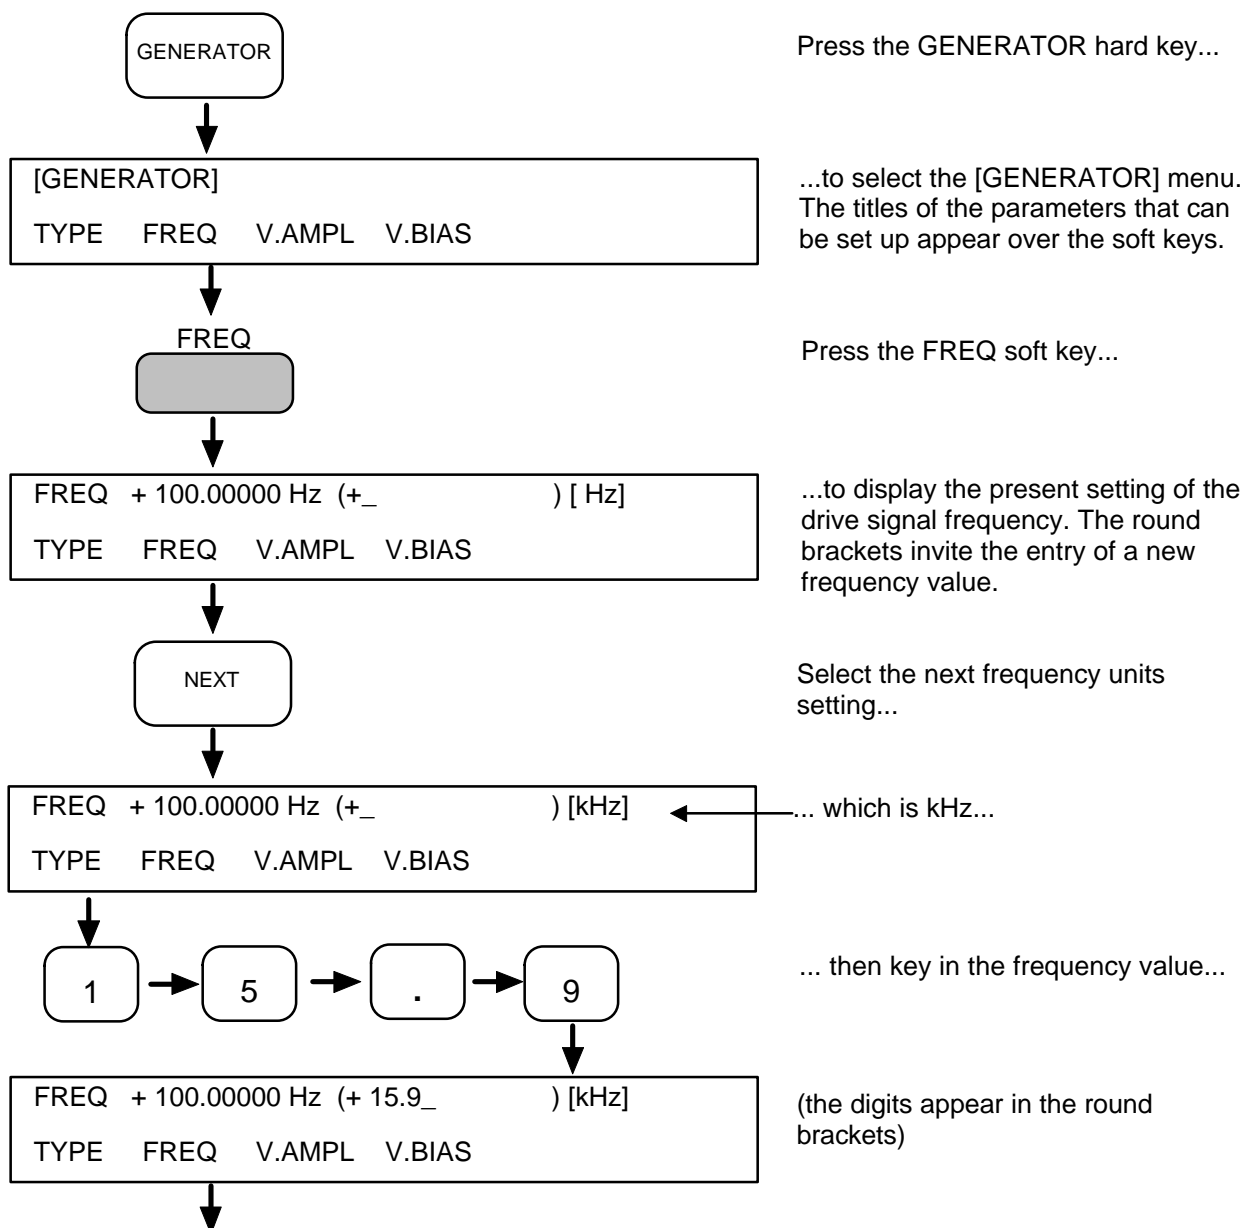 GENERATOR
Press the GENERATOR hard key...
[GENERATOR]
TYPE FREQ V.AMPL V.BIAS
...to select the [GENERATOR] menu.
The titles of the parameters that can
be set up appear over the soft keys.
FREQ
Press the FREQ soft key...
FREQ + 100.00000 Hz (+_ ) [ Hz]
TYPE FREQ V.AMPL V.BIAS
...to display the present setting of the
drive signal frequency. The round
brackets invite the entry of a new
frequency value.
NEXT
Select the next frequency units
setting...
FREQ + 100.00000 Hz (+_ ) [kHz]
TYPE FREQ V.AMPL V.BIAS
... which is kHz...
1 5 . 9
... then key in the frequency value...
FREQ + 100.00000 Hz (+ 15.9_ ) [kHz]
TYPE FREQ V.AMPL V.BIAS
(the digits appear in the round
brackets)